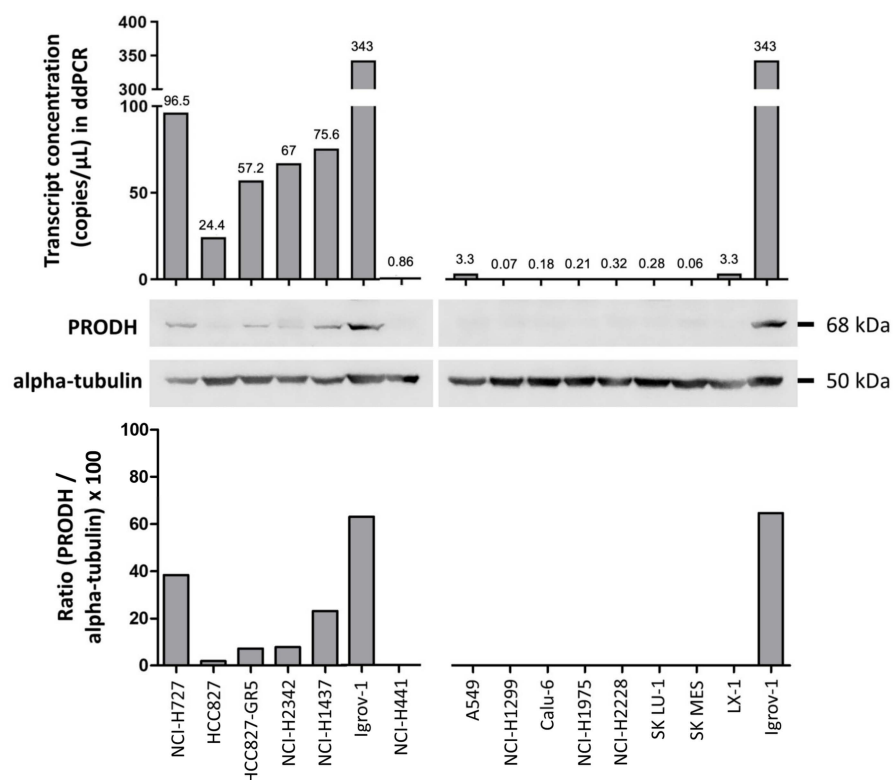 Transcript concentration
(copies/µL) in ddPCR
400
350
300
100
50
0
96.5
24.4
57.2
67
75.6
343
0.86
3.3
0.07
0.18
0.21
0.32
0.28
0.06
3.3
343
PRODH
68 kDa
alpha-tubulin
50 kDa
Ratio (PRODH /
alpha-tubulin) x 100
100
80
60
40
20
0
NCI-H727
HCC827
HCC827-GR5
NCI-H2342
NCI-H1437
Igrov-1
NCI-H441
A549
NCI-H1299
Calu-6
NCI-H1975
NCI-H2228
SK LU-1
SK MES
LX-1
Igrov-1